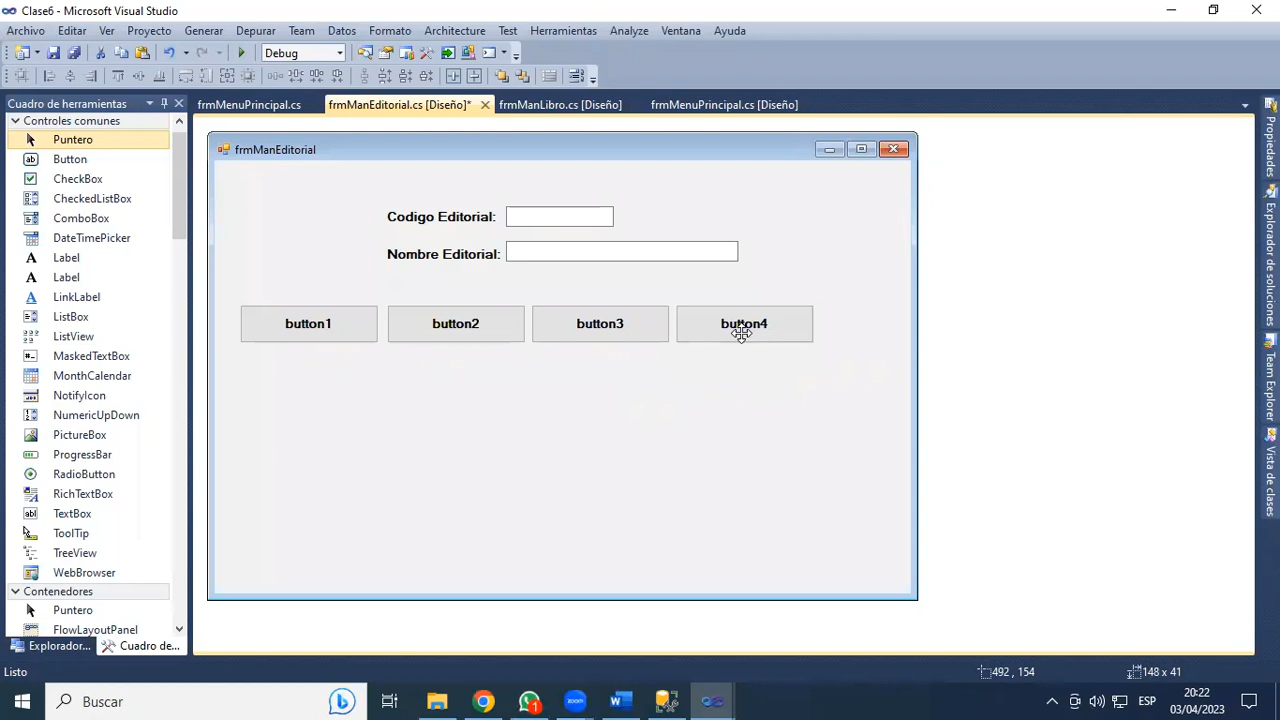 Clase6 - Microsoft Visual Studio
Archivo Editar Ver Proyecto Generar Depurar Team Datos Formato Architecture Test Herramientas Analyze Ventana Ayuda
Debug
Cuadro de herramientas
frmMenuPrincipal.cs frmManEditorial.cs [Diseño]* frmManLibro.cs [Diseño] frmMenuPrincipal.cs [Diseño]
Controles comunes
Puntero
Button
CheckBox
CheckedListBox
ComboBox
DateTimePicker
Label
Label
LinkLabel
ListBox
ListView
MaskedTextBox
MonthCalendar
NotifyIcon
NumericUpDown
PictureBox
ProgressBar
RadioButton
RichTextBox
TextBox
ToolTip
TreeView
WebBrowser
Contenedores
Puntero
FlowLayoutPanel
Explorador... Cuadro de...
frmManEditorial
Codigo Editorial:
Nombre Editorial:
button1 button2 button3 button4
Propiedades
Explorador de soluciones
Team Explorer
Vista de clases
Listo
492 , 154 148 x 41
Buscar
1
zoom
ESP
20:22
03/04/2023